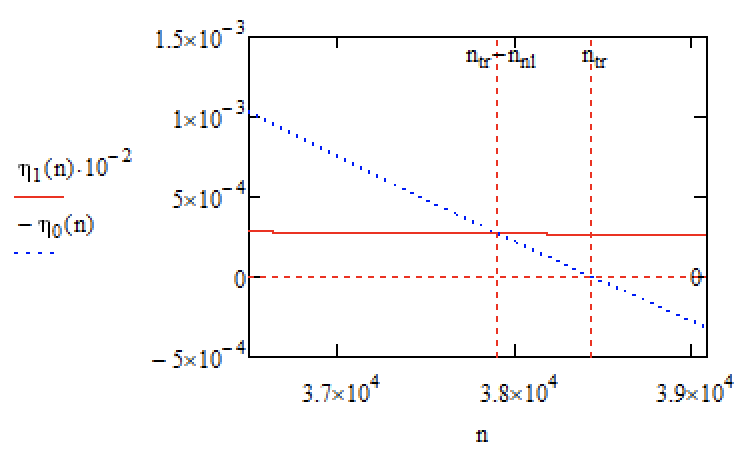 1.5×10⁻³
n_tr−n_nl
n_tr
1×10⁻³
η₁(n)·10⁻²
5×10⁻⁴
−η₀(n)
0
0
−5×10⁻⁴
3.7×10⁴
3.8×10⁴
3.9×10⁴
n